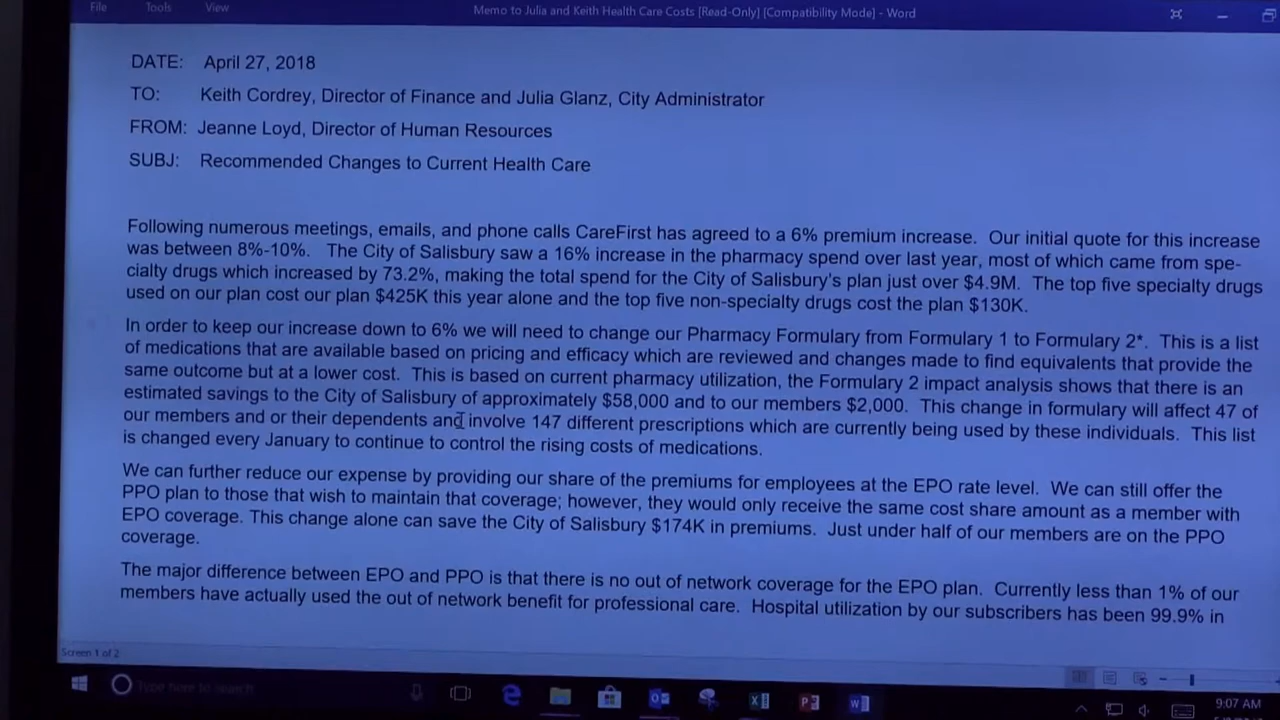 File Tools View Memo to Julia and Keith Health Care Costs [Read-Only] [Compatibility Mode] - Word
DATE: April 27, 2018
TO: Keith Cordrey, Director of Finance and Julia Glanz, City Administrator
FROM: Jeanne Loyd, Director of Human Resources
SUBJ: Recommended Changes to Current Health Care
Following numerous meetings, emails, and phone calls CareFirst has agreed to a 6% premium increase. Our initial quote for this increase
was between 8%-10%. The City of Salisbury saw a 16% increase in the pharmacy spend over last year, most of which came from spe-
cialty drugs which increased by 73.2%, making the total spend for the City of Salisbury's plan just over $4.9M. The top five specialty drugs
used on our plan cost our plan $425K this year alone and the top five non-specialty drugs cost the plan $130K.
In order to keep our increase down to 6% we will need to change our Pharmacy Formulary from Formulary 1 to Formulary 2*. This is a list
of medications that are available based on pricing and efficacy which are reviewed and changes made to find equivalents that provide the
same outcome but at a lower cost. This is based on current pharmacy utilization, the Formulary 2 impact analysis shows that there is an
estimated savings to the City of Salisbury of approximately $58,000 and to our members $2,000. This change in formulary will affect 47 of
our members and or their dependents and involve 147 different prescriptions which are currently being used by these individuals. This list
is changed every January to continue to control the rising costs of medications.
We can further reduce our expense by providing our share of the premiums for employees at the EPO rate level. We can still offer the
PPO plan to those that wish to maintain that coverage; however, they would only receive the same cost share amount as a member with
EPO coverage. This change alone can save the City of Salisbury $174K in premiums. Just under half of our members are on the PPO
coverage.
The major difference between EPO and PPO is that there is no out of network coverage for the EPO plan. Currently less than 1% of our
members have actually used the out of network benefit for professional care. Hospital utilization by our subscribers has been 99.9% in
Screen 1 of 2
Type here to search
9:07 AM